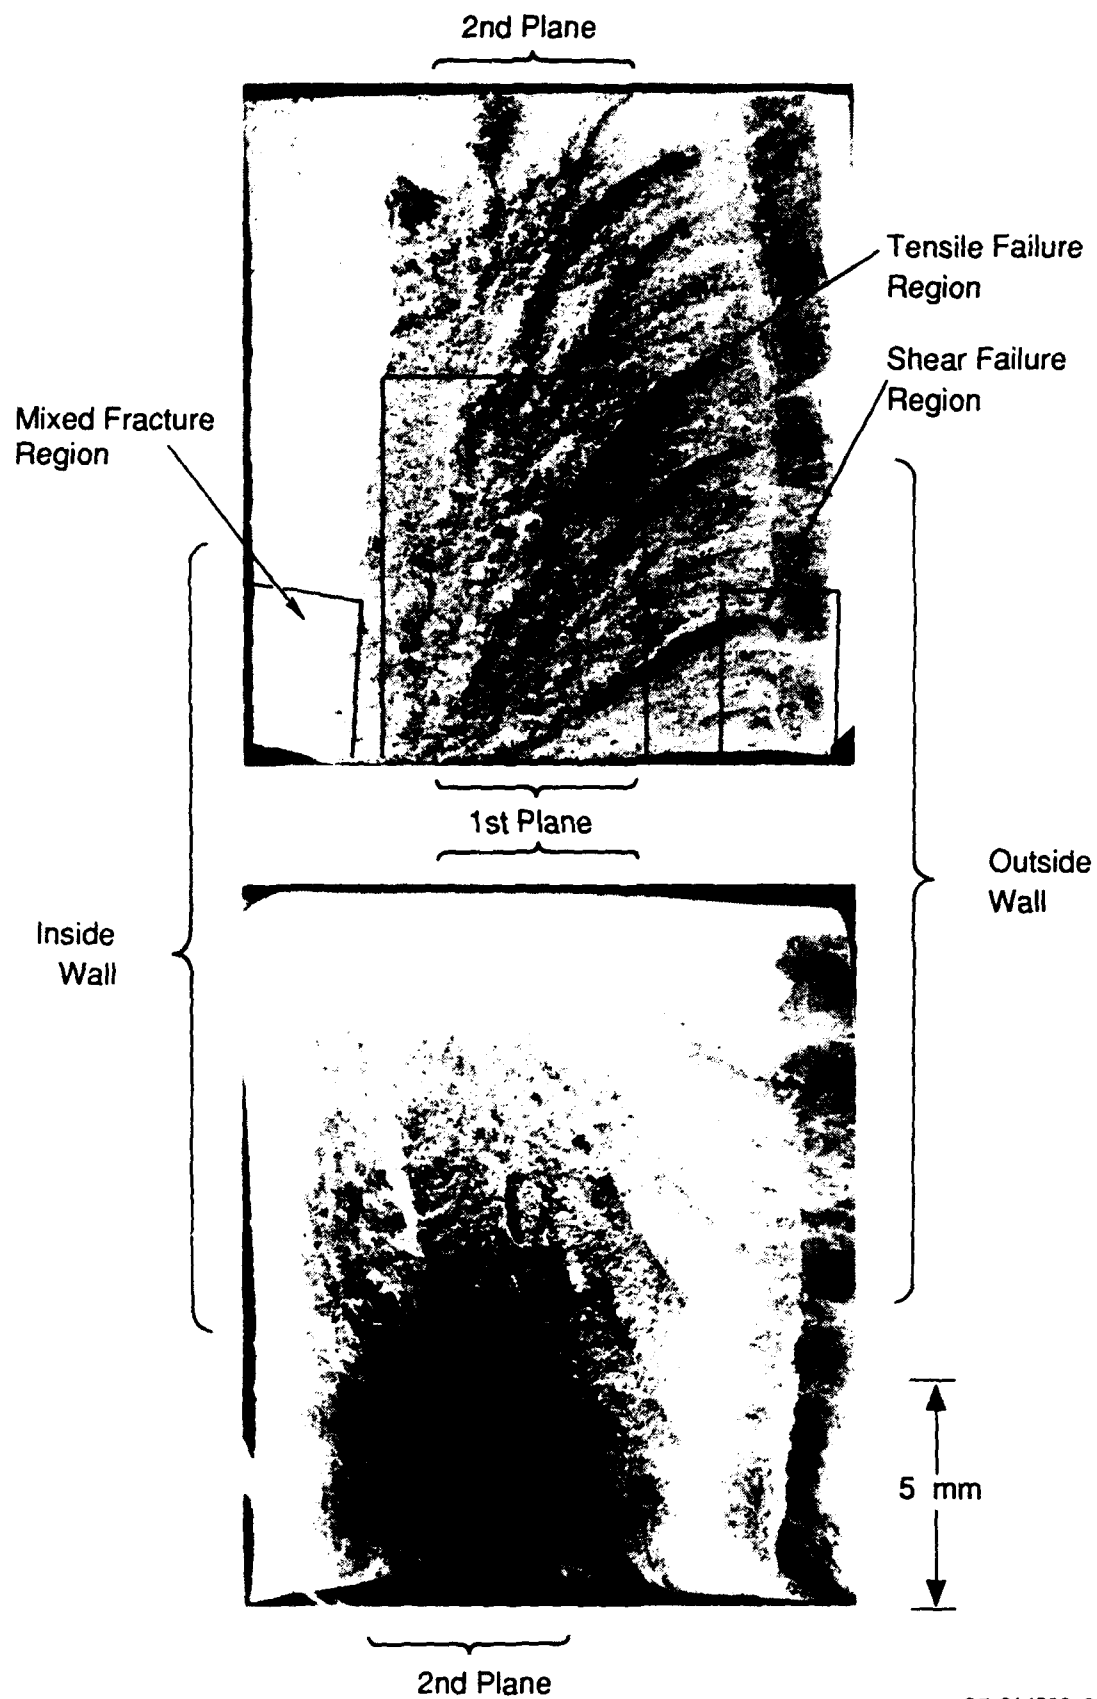 2nd Plane
Tensile Failure
Region
Shear Failure
Region
Mixed Fracture
Region
1st Plane
Outside
Wall
Inside
Wall
5 mm
2nd Plane